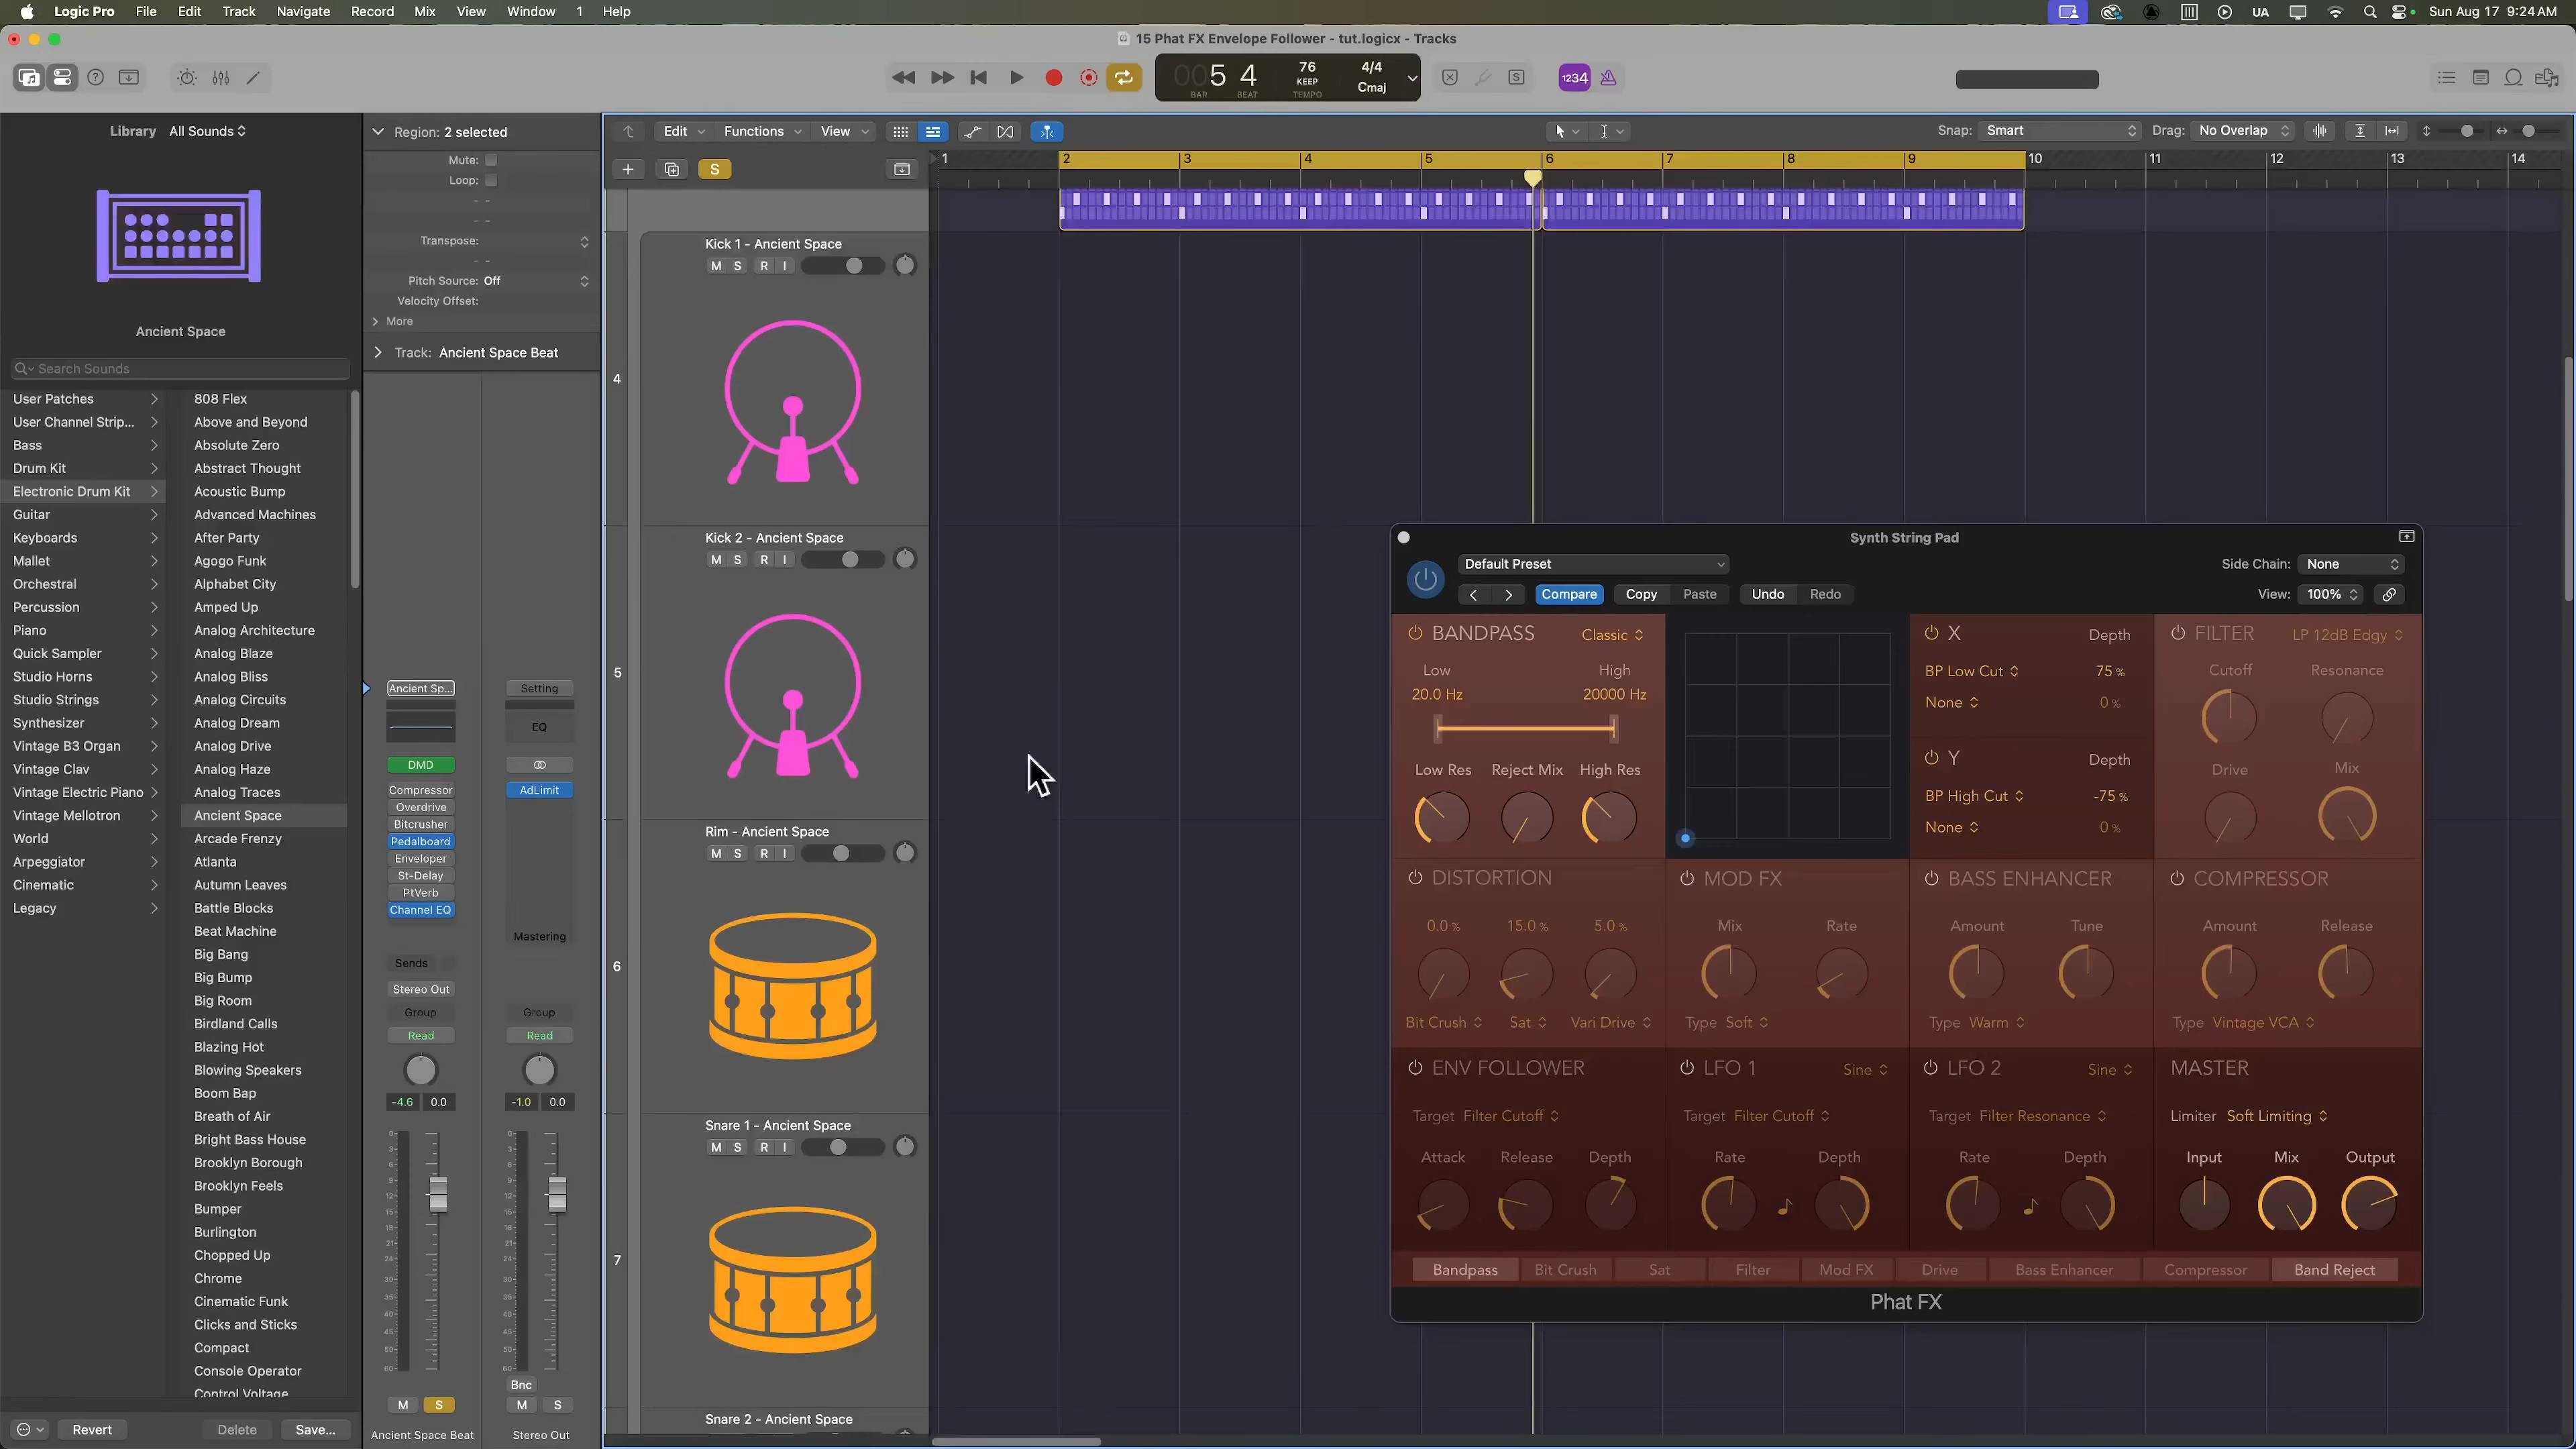 Logic Pro File Edit Track Navigate Record Mix View Window 1 Help
UA Sun Aug 17 9:24 AM
15 Phat FX Envelope Follower - tut.logicx - Tracks
005 4
BAR BEAT
76
KEEP
TEMPO
4/4
Cmaj
1234
Library All Sounds
Ancient Space
Search Sounds
User Patches
User Channel Strip...
Bass
Drum Kit
Electronic Drum Kit
Guitar
Keyboards
Mallet
Orchestral
Percussion
Piano
Quick Sampler
Studio Horns
Studio Strings
Synthesizer
Vintage B3 Organ
Vintage Clav
Vintage Electric Piano
Vintage Mellotron
World
Arpeggiator
Cinematic
Legacy
808 Flex
Above and Beyond
Absolute Zero
Abstract Thought
Acoustic Bump
Advanced Machines
After Party
Agogo Funk
Alphabet City
Amped Up
Analog Architecture
Analog Blaze
Analog Bliss
Analog Circuits
Analog Dream
Analog Drive
Analog Haze
Analog Traces
Ancient Space
Arcade Frenzy
Atlanta
Autumn Leaves
Battle Blocks
Beat Machine
Big Bang
Big Bump
Big Room
Birdland Calls
Blazing Hot
Blowing Speakers
Boom Bap
Breath of Air
Bright Bass House
Brooklyn Borough
Brooklyn Feels
Bumper
Burlington
Chopped Up
Chrome
Cinematic Funk
Clicks and Sticks
Compact
Console Operator
Control Voltage
Revert Delete Save...
Region: 2 selected
Mute:
Loop:
Transpose:
Pitch Source: Off
Velocity Offset:
More
Track: Ancient Space Beat
Ancient Sp...
DMD
Compressor
Overdrive
Bitcrusher
Pedalboard
Enveloper
St-Delay
PtVerb
Channel EQ
Sends
Stereo Out
Group
Read
-4.6 0.0
M S
Ancient Space Beat
Setting
EQ
AdLimit
Mastering
Group
Read
-1.0 0.0
Bnc
M S
Stereo Out
Edit Functions View
Snap: Smart Drag: No Overlap
S
1 2 3 4 5 6 7 8 9 10 11 12 13 14
4
Kick 1 - Ancient Space
M S R I
5
Kick 2 - Ancient Space
M S R I
6
Rim - Ancient Space
M S R I
7
Snare 1 - Ancient Space
M S R I
Snare 2 - Ancient Space
Synth String Pad
Default Preset
Side Chain: None
Compare Copy Paste Undo Redo
View: 100%
BANDPASS Classic
Low High
20.0 Hz 20000 Hz
Low Res Reject Mix High Res
X Depth
BP Low Cut 75 %
None 0 %
Y Depth
BP High Cut -75 %
None 0 %
FILTER LP 12dB Edgy
Cutoff Resonance
Drive Mix
DISTORTION
0.0 % 15.0 % 5.0 %
Bit Crush Sat Vari Drive
MOD FX
Mix Rate
Type Soft
BASS ENHANCER
Amount Tune
Type Warm
COMPRESSOR
Amount Release
Type Vintage VCA
ENV FOLLOWER
Target Filter Cutoff
Attack Release Depth
LFO 1 Sine
Target Filter Cutoff
Rate Depth
LFO 2 Sine
Target Filter Resonance
Rate Depth
MASTER
Limiter Soft Limiting
Input Mix Output
Bandpass Bit Crush Sat Filter Mod FX Drive Bass Enhancer Compressor Band Reject
Phat FX